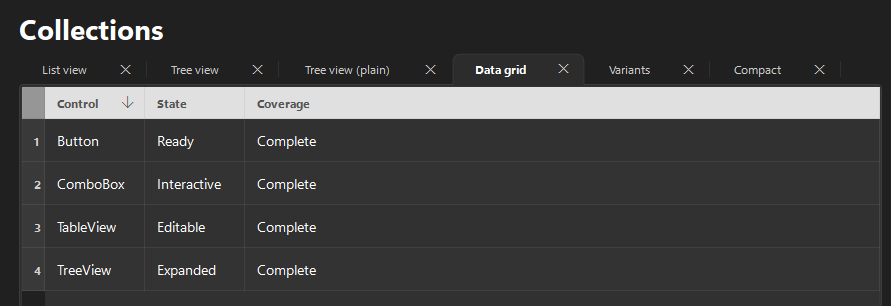 Collections
List view Tree view Tree view (plain) Data grid Variants Compact
Control State Coverage
1 Button Ready Complete
2 ComboBox Interactive Complete
3 TableView Editable Complete
4 TreeView Expanded Complete